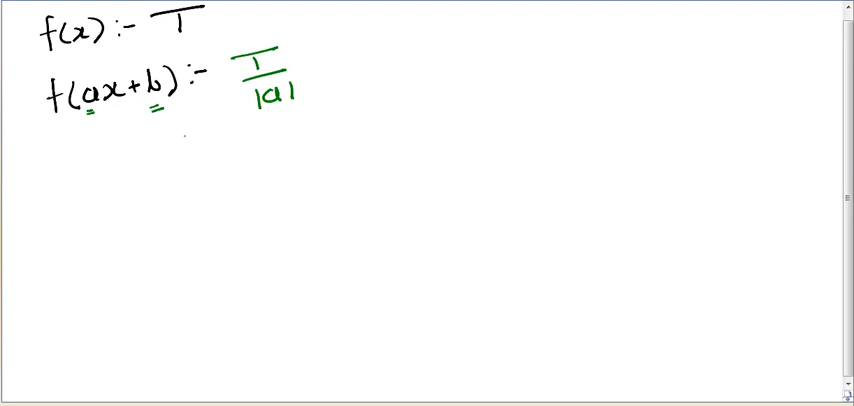 f(x) :- T
f(ax+b) :- T/|a|